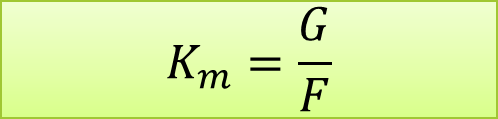 K_m = G/F